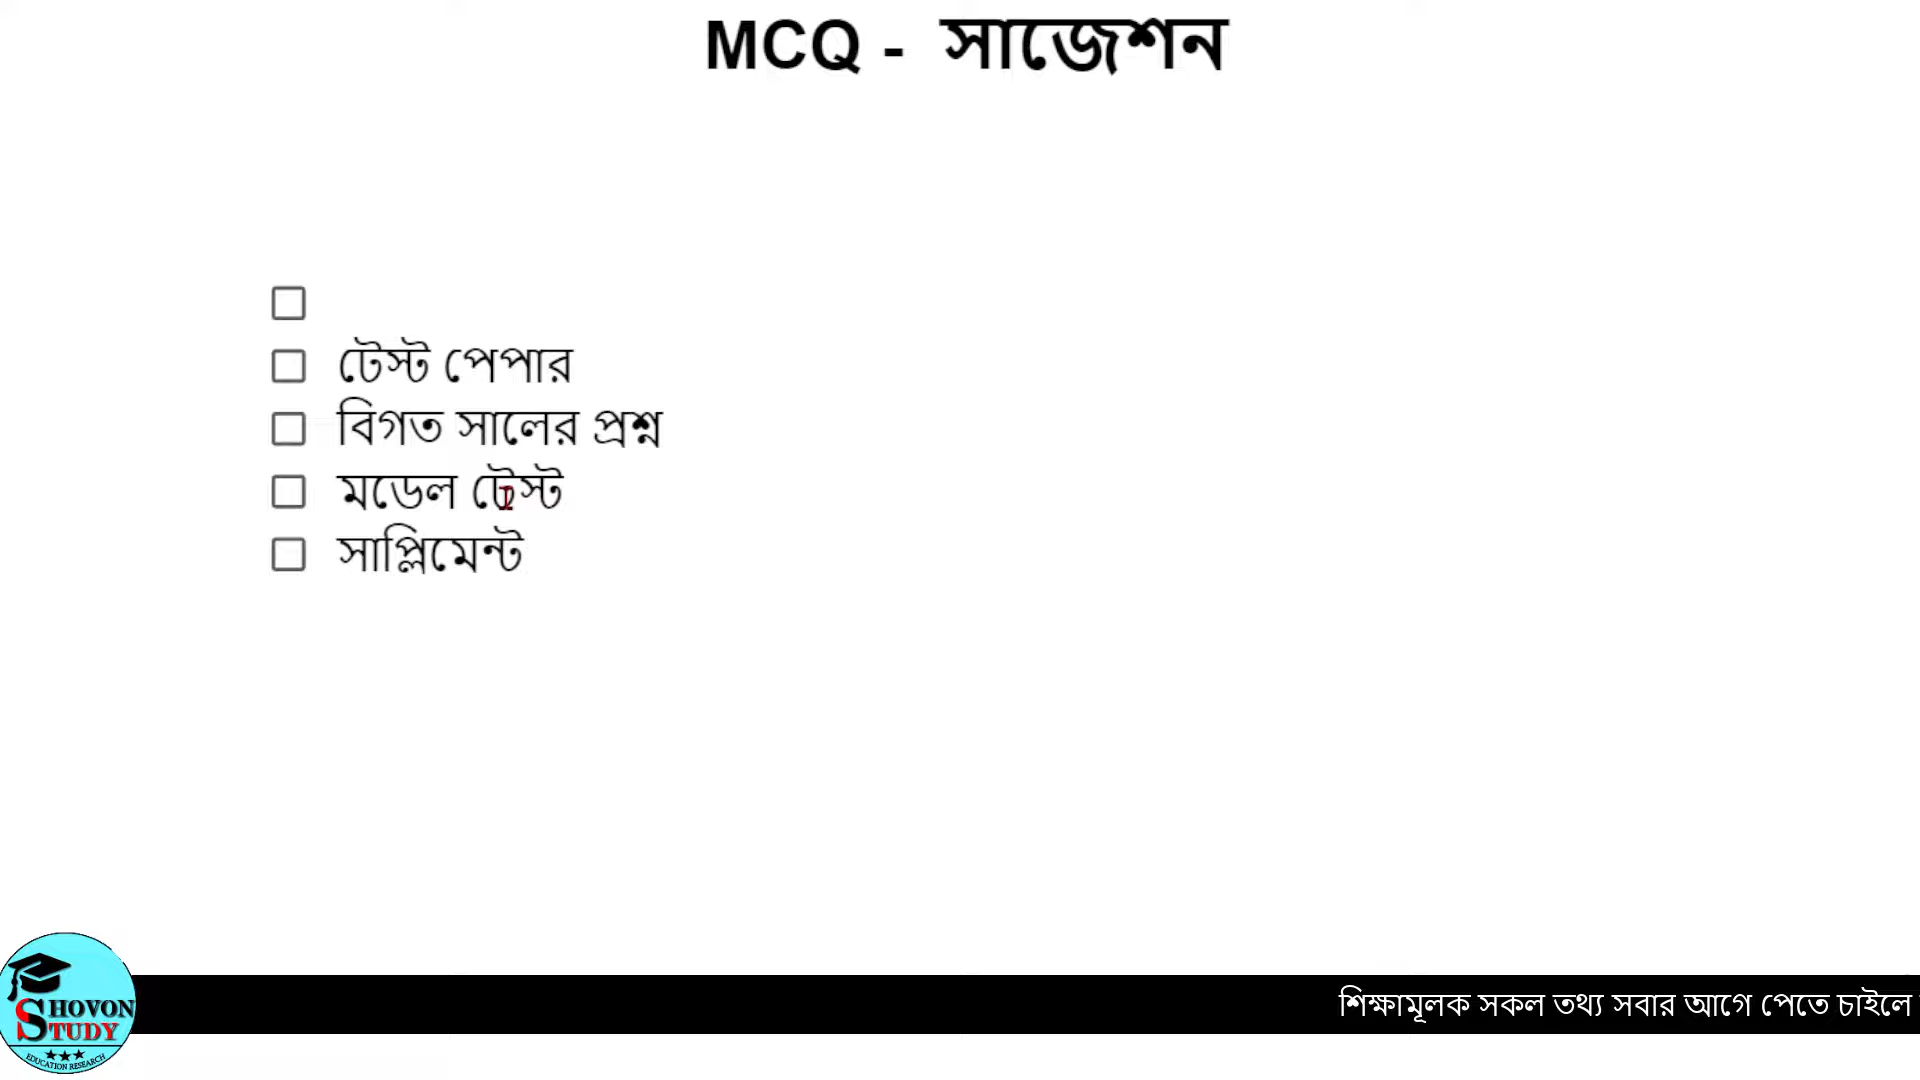 MCQ - সাজেশন
টেস্ট পেপার
বিগত সালের প্রশ্ন
মডেল টেস্ট
সাপ্লিমেন্ট
SHOVON
STUDY
EDUCATION RESEARCH
শিক্ষামূলক সকল তথ্য সবার আগে পেতে চাইলে